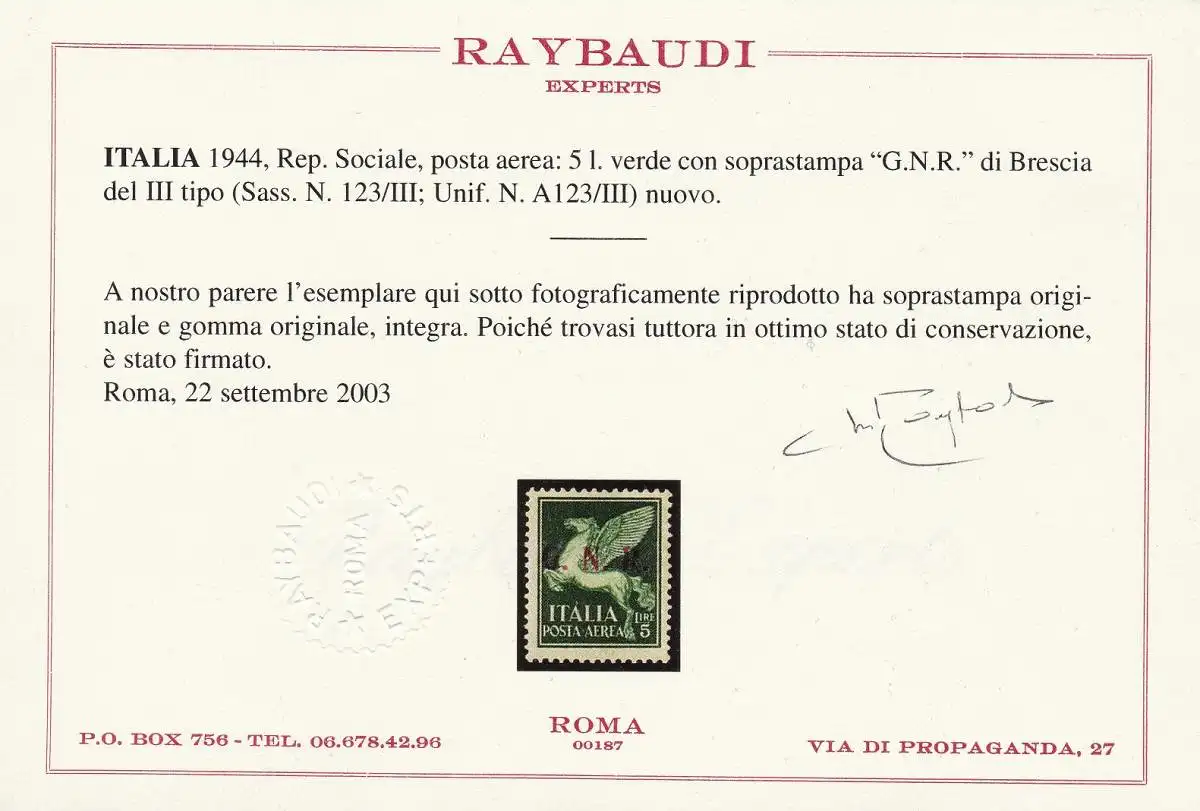 RAYBAUDI
EXPERTS
ITALIA 1944, Rep. Sociale, posta aerea: 5 l. verde con soprastampa “G.N.R.” di Brescia
del III tipo (Sass. N. 123/III; Unif. N. A123/III) nuovo.
A nostro parere l’esemplare qui sotto fotograficamente riprodotto ha soprastampa origi-
nale e gomma originale, integra. Poiché trovasi tuttora in ottimo stato di conservazione,
è stato firmato.
Roma, 22 settembre 2003
RAYBAUDI ★ EXPERTS ★
ROMA
N. R.
ITALIA
LIRE
POSTA AEREA
5
ROMA
00187
P.O. BOX 756 - TEL. 06.678.42.96
VIA DI PROPAGANDA, 27